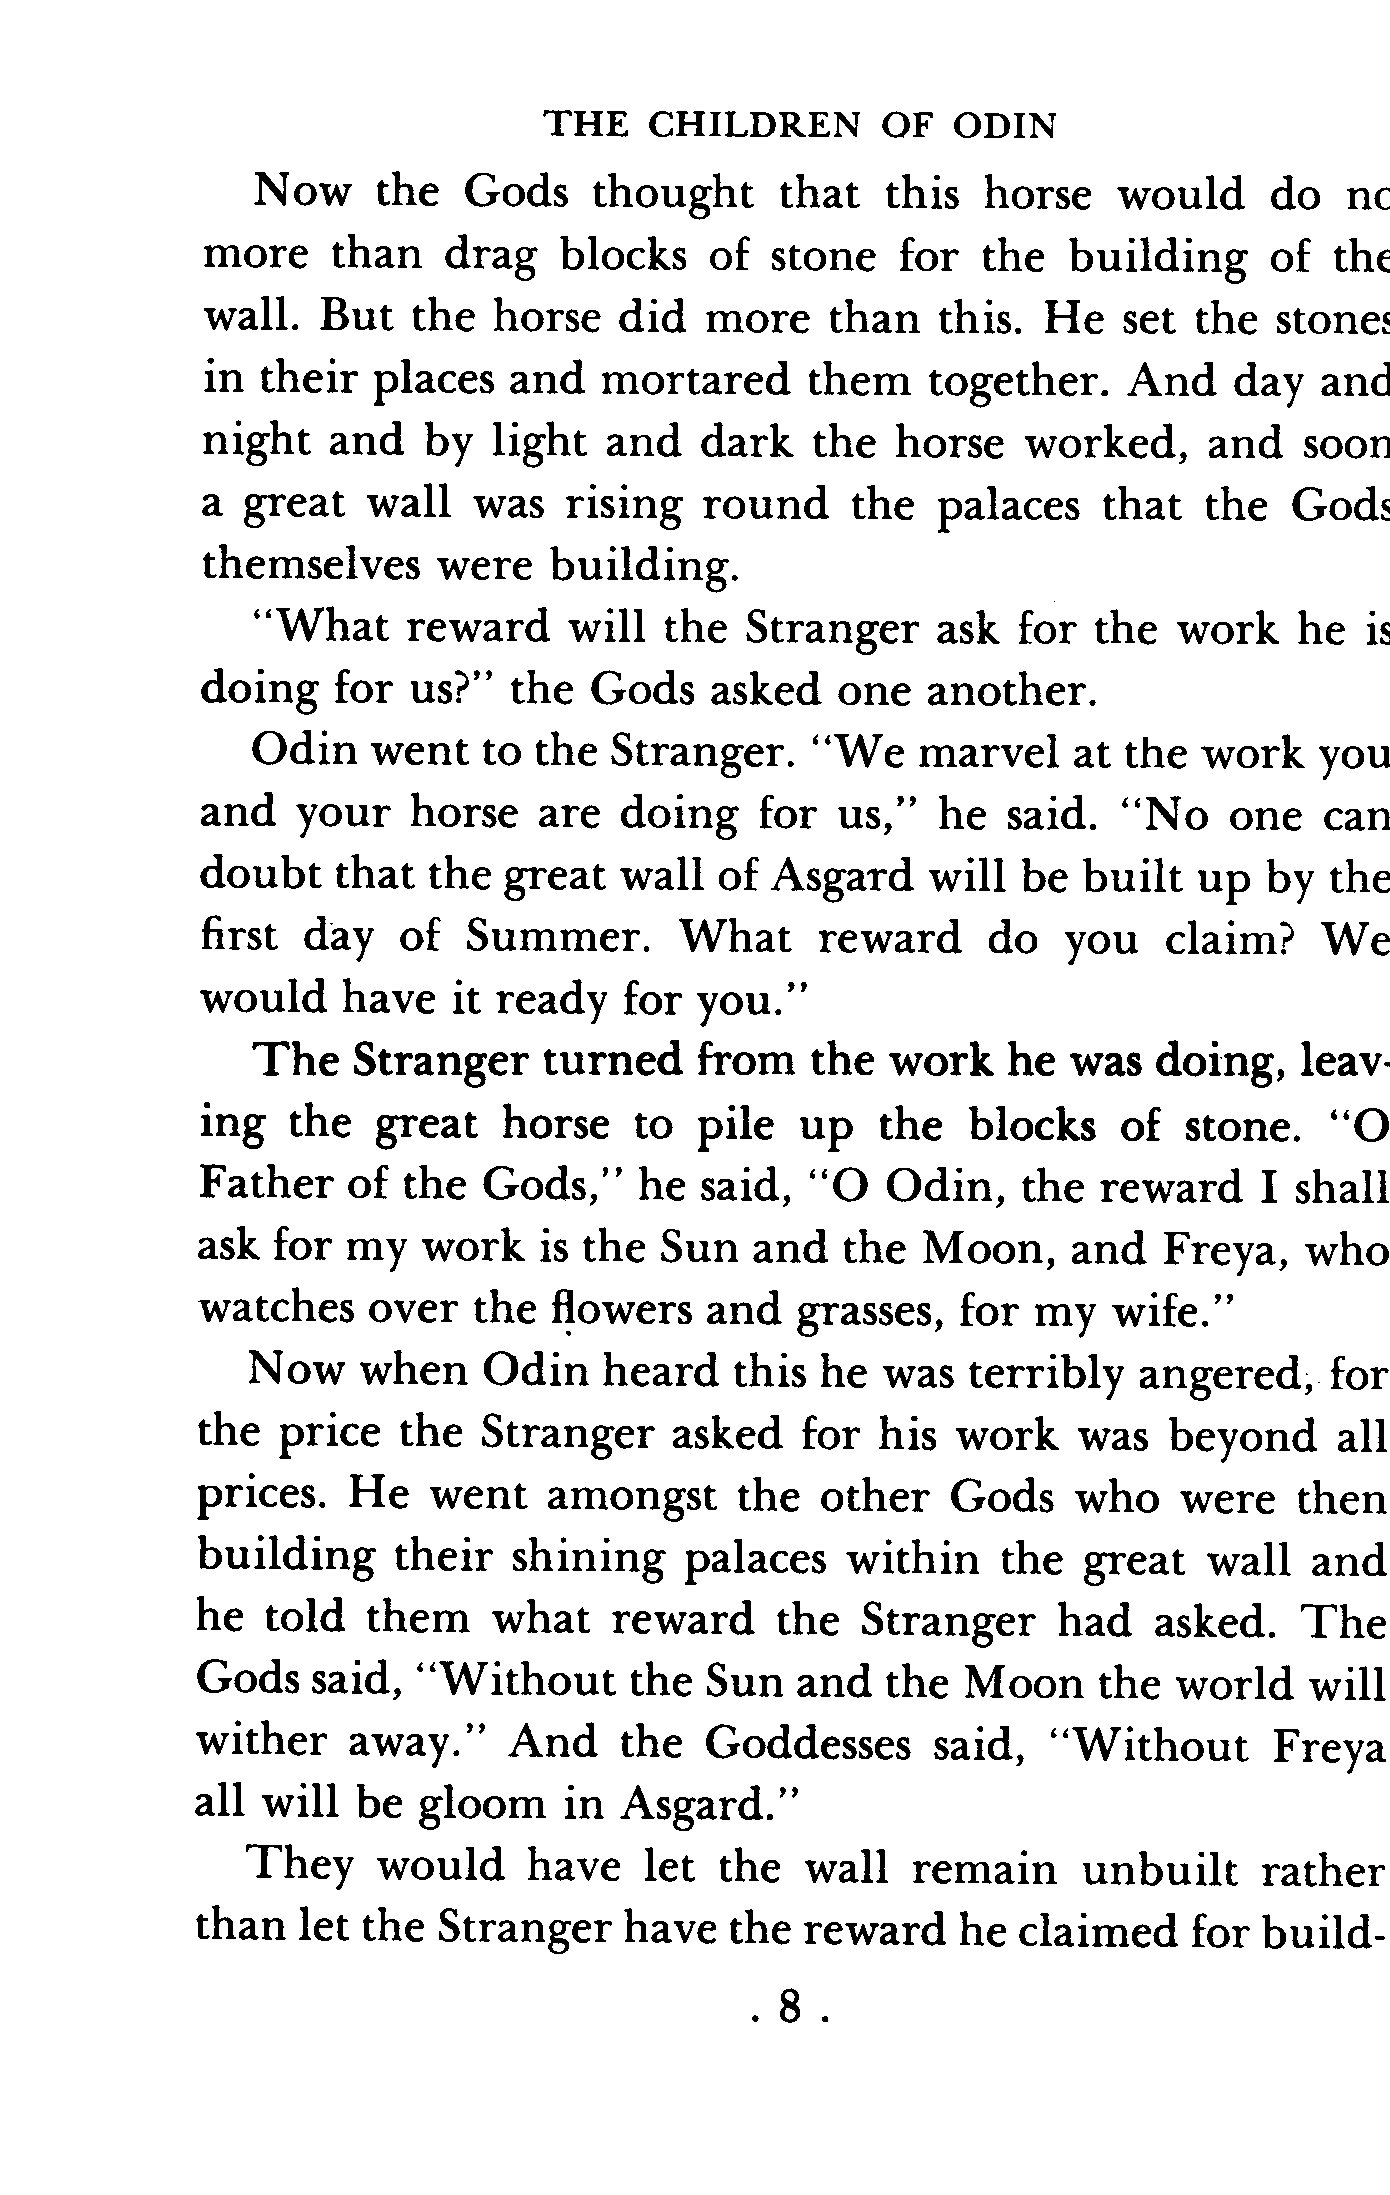 THE CHILDREN OF ODIN
Now the Gods thought that this horse would do no
more than drag blocks of stone for the building of the
wall. But the horse did more than this. He set the stones
in their places and mortared them together. And day and
night and by light and dark the horse worked, and soon
a great wall was rising round the palaces that the Gods
themselves were building.
"What reward will the Stranger ask for the work he is
doing for us?" the Gods asked one another.
Odin went to the Stranger. "We marvel at the work you
and your horse are doing for us," he said. "No one can
doubt that the great wall of Asgard will be built up by the
first day of Summer. What reward do you claim? We
would have it ready for you."
The Stranger turned from the work he was doing, leav-
ing the great horse to pile up the blocks of stone. "O
Father of the Gods," he said, "O Odin, the reward I shall
ask for my work is the Sun and the Moon, and Freya, who
watches over the flowers and grasses, for my wife."
Now when Odin heard this he was terribly angered, for
the price the Stranger asked for his work was beyond all
prices. He went amongst the other Gods who were then
building their shining palaces within the great wall and
he told them what reward the Stranger had asked. The
Gods said, "Without the Sun and the Moon the world will
wither away." And the Goddesses said, "Without Freya
all will be gloom in Asgard."
They would have let the wall remain unbuilt rather
than let the Stranger have the reward he claimed for build-
. 8 .